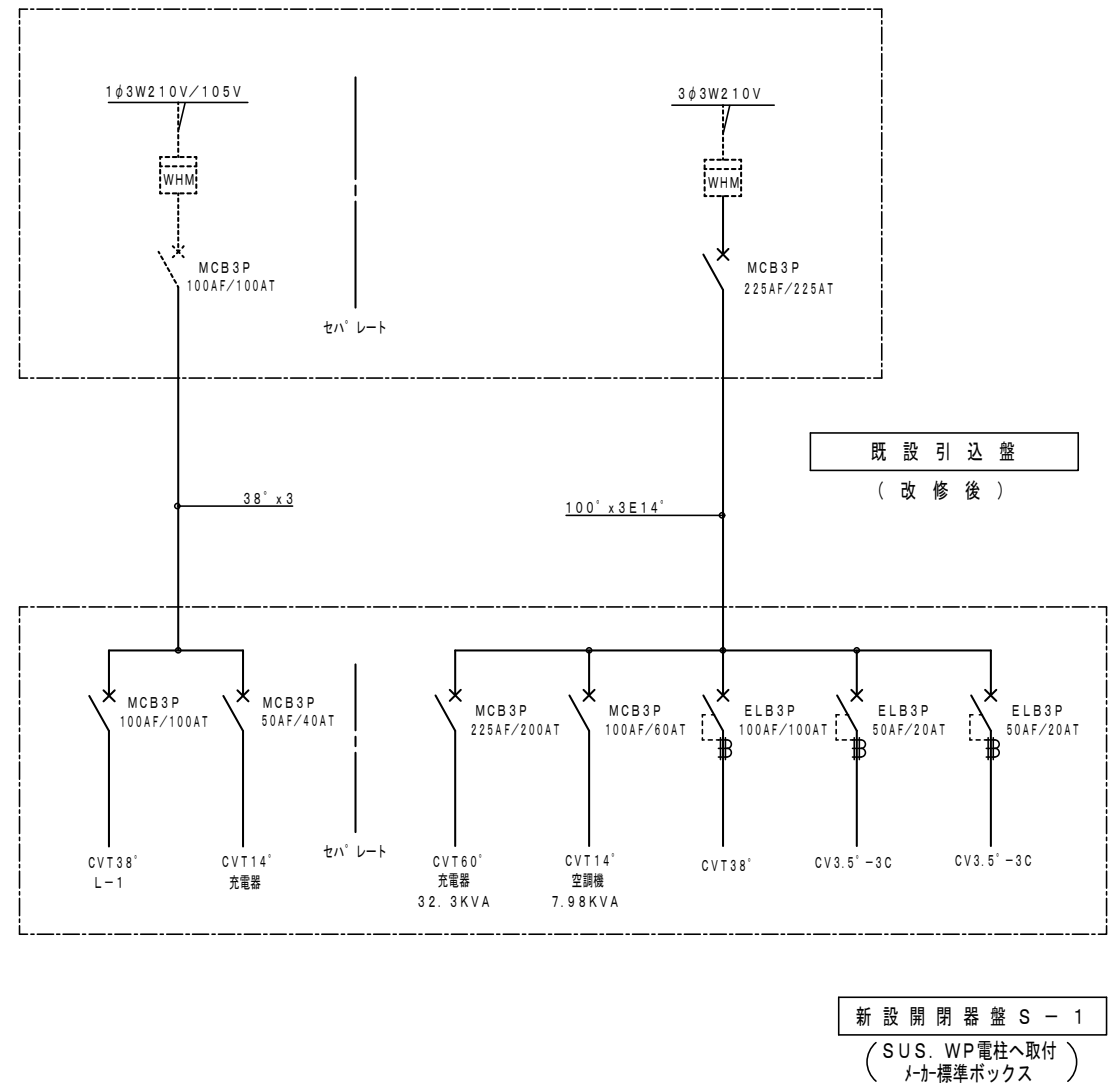 1φ3W210V/105V
3φ3W210V
WHM
WHM
MCB3P
100AF/100AT
MCB3P
225AF/225AT
セパレート
既設引込盤
(改修後)
38°x3
100°x3E14°
MCB3P
100AF/100AT
MCB3P
50AF/40AT
MCB3P
225AF/200AT
MCB3P
100AF/60AT
ELB3P
100AF/100AT
ELB3P
50AF/20AT
ELB3P
50AF/20AT
セパレート
CVT38°
L-1
CVT14°
充電器
CVT60°
充電器
32.3KVA
CVT14°
空調機
7.98KVA
CVT38°
CV3.5°-3C
CV3.5°-3C
新設開閉器盤S-1
(SUS. WP電柱へ取付
メーカー標準ボックス)